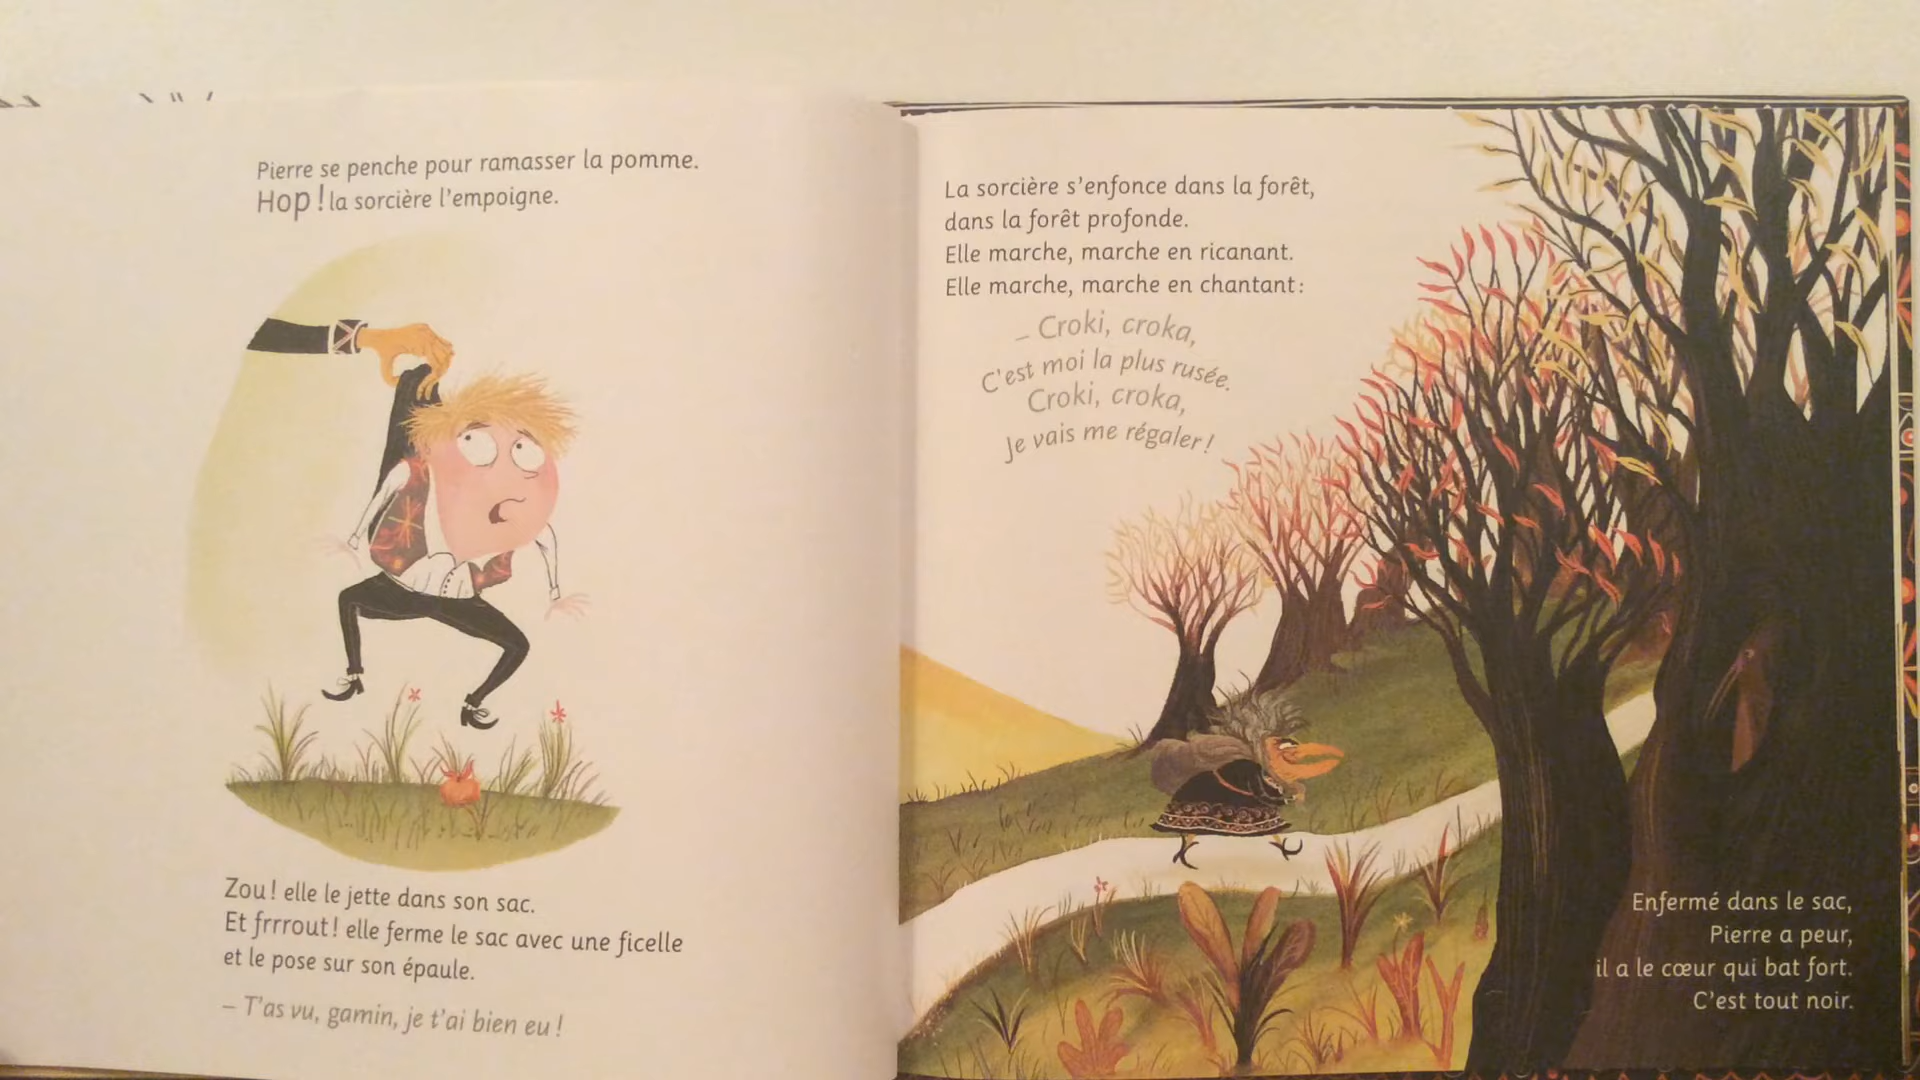 Pierre se penche pour ramasser la pomme.
Hop ! la sorcière l'empoigne.
Zou ! elle le jette dans son sac.
Et frrrout ! elle ferme le sac avec une ficelle
et le pose sur son épaule.
– T'as vu, gamin, je t'ai bien eu !
La sorcière s'enfonce dans la forêt,
dans la forêt profonde.
Elle marche, marche en ricanant.
Elle marche, marche en chantant :
– Croki, croka,
C'est moi la plus rusée.
Croki, croka,
Je vais me régaler !
Enfermé dans le sac,
Pierre a peur,
il a le cœur qui bat fort.
C'est tout noir.